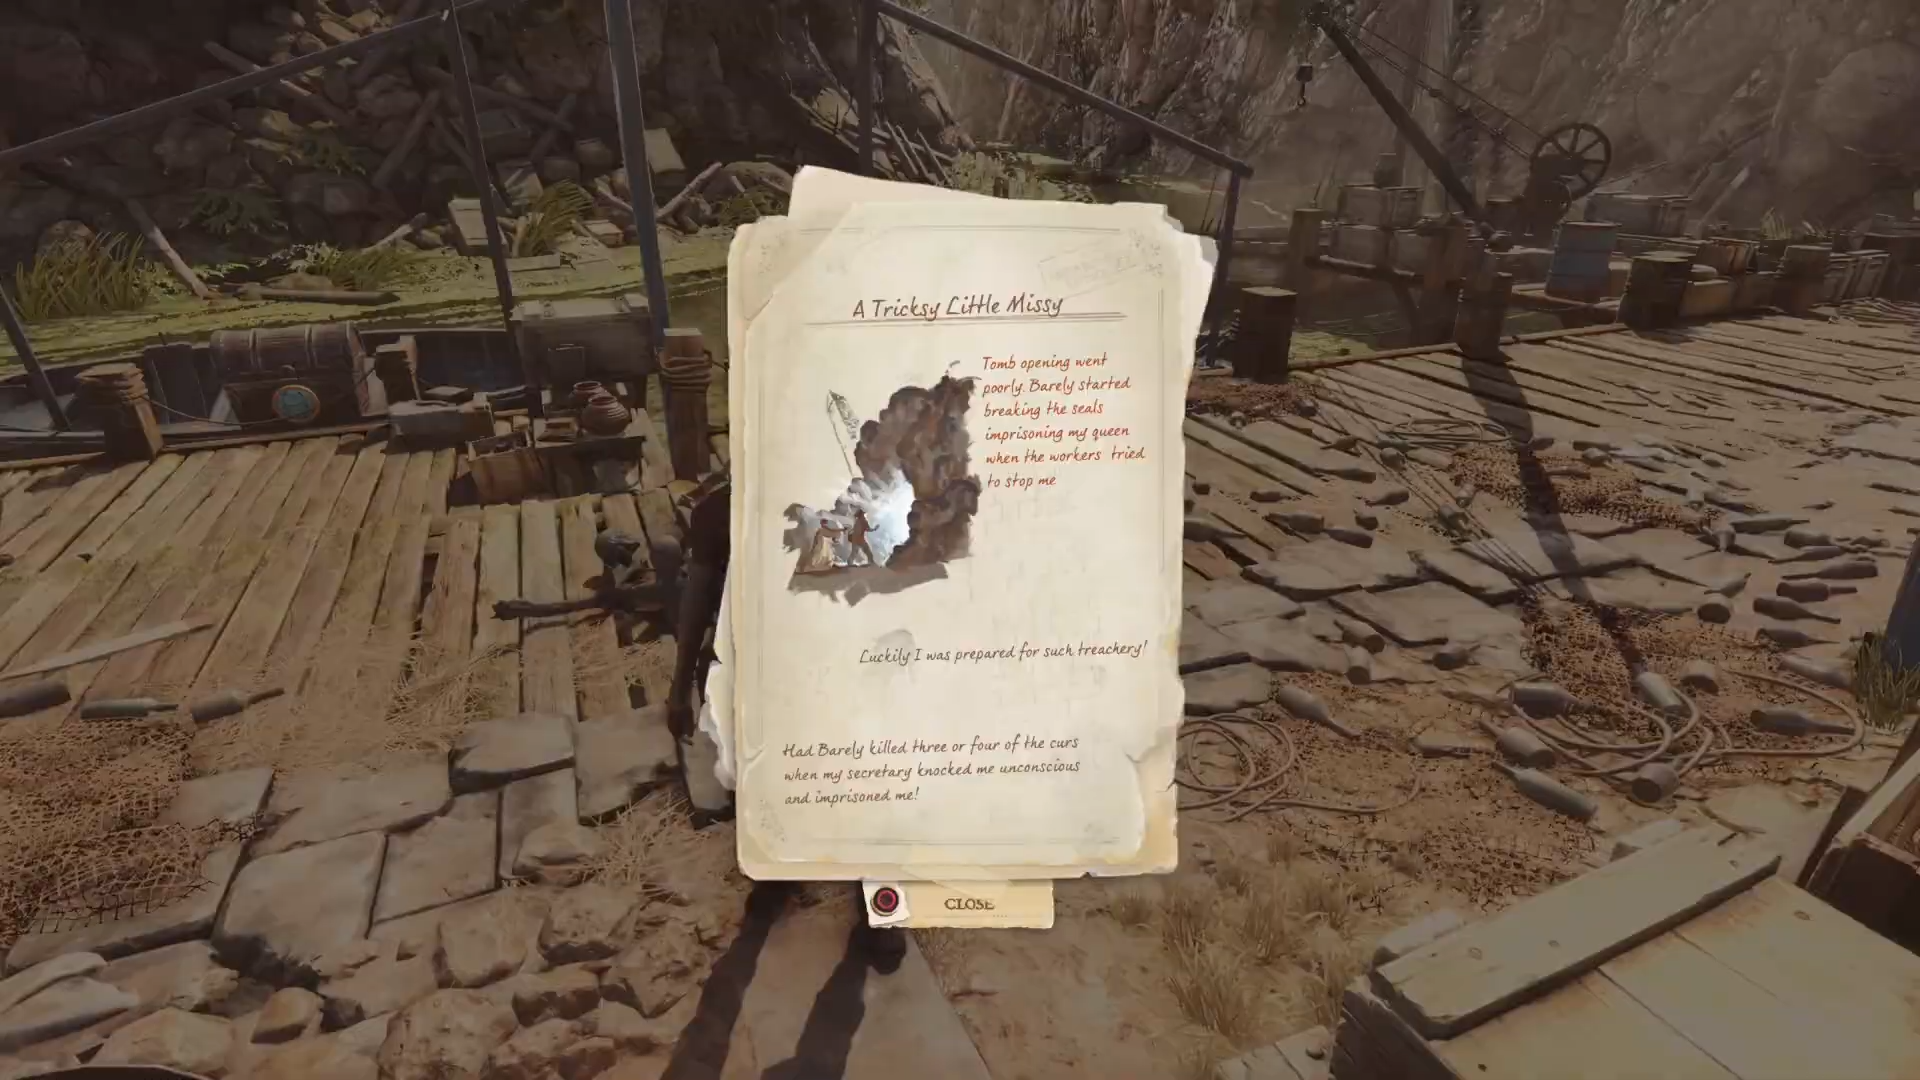 A Tricksy Little Missy
Tomb opening went
poorly. Barely started
breaking the seals
imprisoning my queen
when the workers tried
to stop me
Luckily I was prepared for such treachery!
Had Barely killed three or four of the curs
when my secretary knocked me unconscious
and imprisoned me!
CLOSE